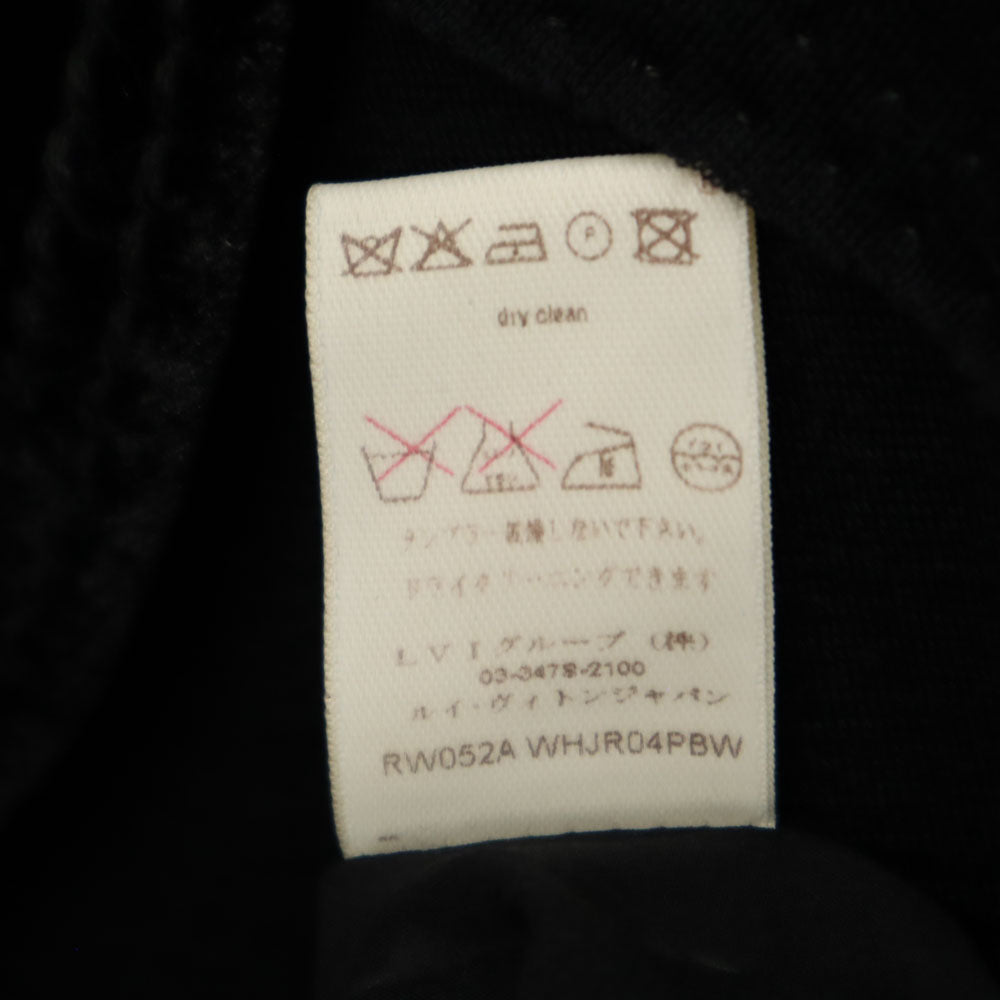 P
dry clean
タンブラー乾燥しないで下さい。
ドライクリーニングできます
LVJグループ (株)
03-3478-2100
ルイ・ヴィトンジャパン
RW052A WHJR04PBW